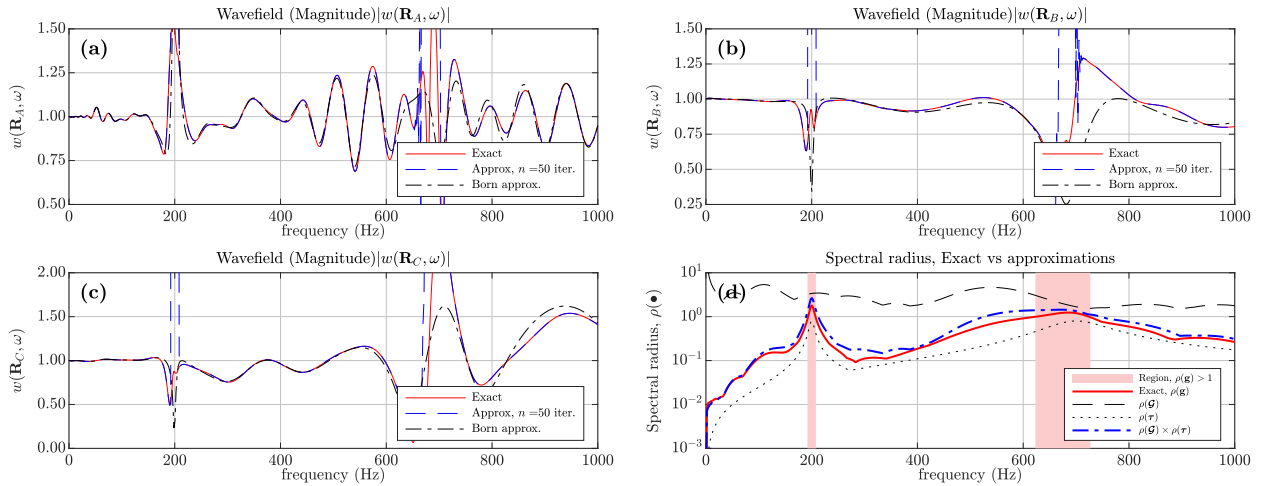 Wavefield (Magnitude)|w(R_A, ω)|
(a)
1.50
1.25
1.00
0.75
0.50
w(R_A, ω)
Exact
Approx, n =50 iter.
Born approx.
0 200 400 600 800 1000
frequency (Hz)
Wavefield (Magnitude)|w(R_B, ω)|
(b)
1.50
1.25
1.00
0.75
0.50
0.25
w(R_B, ω)
Exact
Approx, n =50 iter.
Born approx.
0 200 400 600 800 1000
frequency (Hz)
Wavefield (Magnitude)|w(R_C, ω)|
(c)
2.00
1.50
1.00
0.50
0.00
w(R_C, ω)
Exact
Approx, n =50 iter.
Born approx.
0 200 400 600 800 1000
frequency (Hz)
Spectral radius, Exact vs approximations
(d)
10^1
10^0
10^−1
10^−2
10^−3
Spectral radius, ρ(●)
Region, ρ(g) > 1
Exact, ρ(g)
ρ(𝓖)
ρ(τ)
ρ(𝓖) × ρ(τ)
0 200 400 600 800 1000
frequency (Hz)